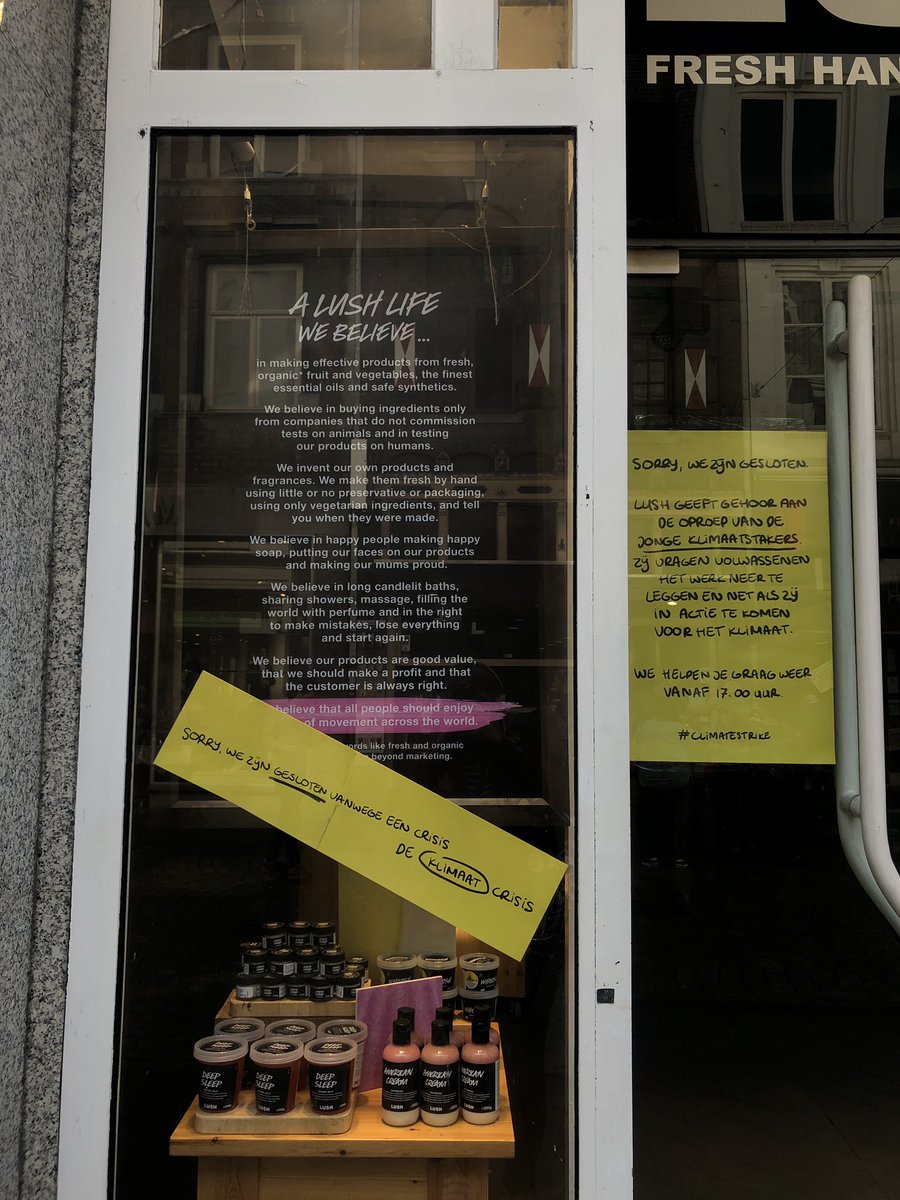 FRESH HAN
A LUSH LIFE
WE BELIEVE ...
in making effective products from fresh,
organic* fruit and vegetables, the finest
essential oils and safe synthetics.
We believe in buying ingredients only
from companies that do not commission
tests on animals and in testing
our products on humans.
We invent our own products and
fragrances. We make them fresh by hand
using little or no preservative or packaging,
using only vegetarian ingredients, and tell
you when they were made.
We believe in happy people making happy
soap, putting our faces on our products
and making our mums proud.
We believe in long candlelit baths,
sharing showers, massage, filling the
world with perfume and in the right
to make mistakes, lose everything
and start again.
We believe our products are good value,
that we should make a profit and that
the customer is always right.
believe that all people should enjoy
of movement across the world.
words like fresh and organic
beyond marketing.
SORRY, WE ZIJN GESLOTEN VANWEGE EEN CRISIS
DE KLIMAAT CRISIS
SORRY, WE ZIJN GESLOTEN.
LUSH GEEFT GEHOOR AAN
DE OPROEP VAN DE
JONGE KLIMAATSTAKERS.
ZIJ VRAGEN VOLWASSENEN
HET WERK NEER TE
LEGGEN EN NET ALS ZIJ
IN ACTIE TE KOMEN
VOOR HET KLIMAAT.
WE HELPEN JE GRAAG WEER
VANAF 17.00 UUR.
#CLIMATESTRIKE
DEEP
SLEEP
LUSH
DEEP
SLEEP
LUSH
DEEP
SLEEP
LUSH
AMERICAN
CREAM
LUSH
AMERICAN
CREAM
LUSH
AMERICAN
CREAM
LUSH